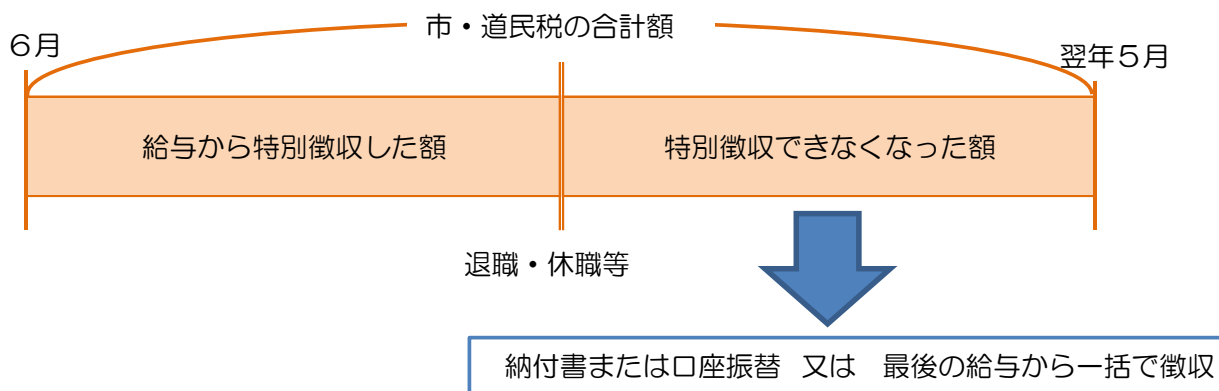 市・道民税の合計額
６月
翌年５月
給与から特別徴収した額
特別徴収できなくなった額
退職・休職等
納付書または口座振替 又は 最後の給与から一括で徴収